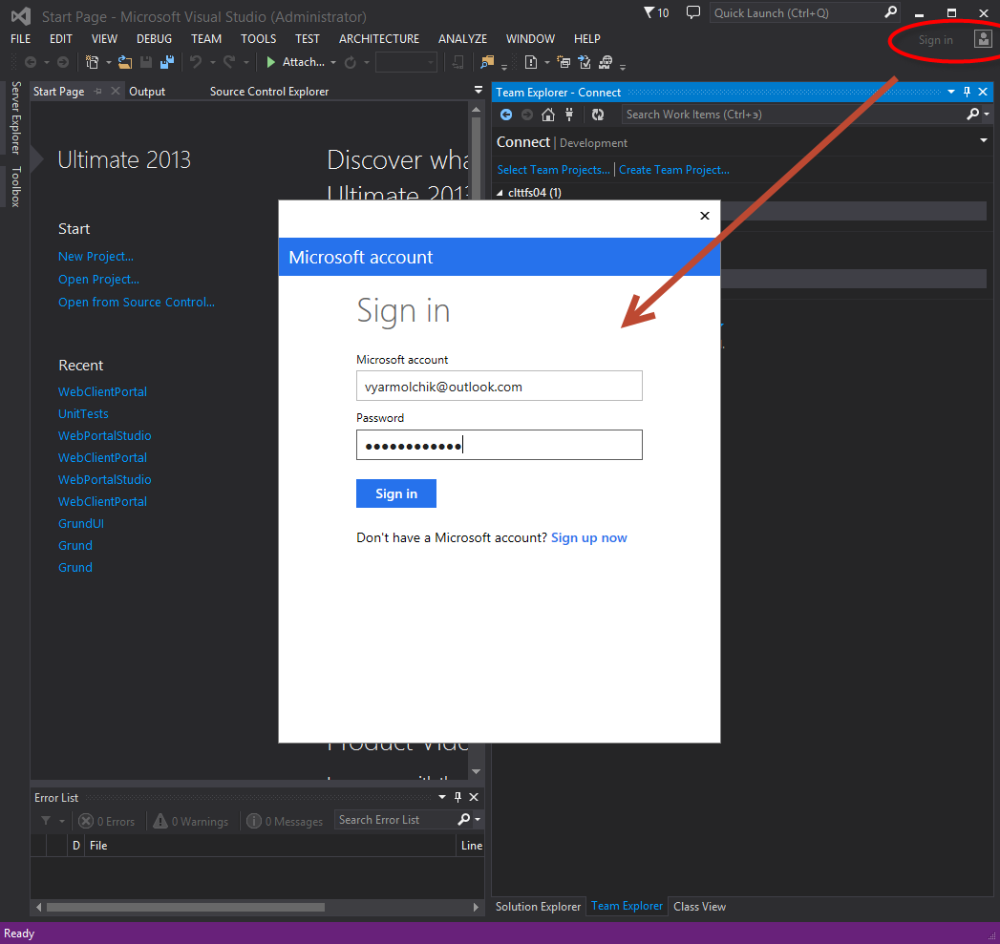 Start Page - Microsoft Visual Studio (Administrator)
10
Quick Launch (Ctrl+Q)
FILE EDIT VIEW DEBUG TEAM TOOLS TEST ARCHITECTURE ANALYZE WINDOW HELP
Sign in
Attach...
Server Explorer
Toolbox
Start Page
Output
Source Control Explorer
Ultimate 2013
Discover wha
Ultimate 2013
Start
New Project...
Open Project...
Open from Source Control...
Recent
WebClientPortal
UnitTests
WebPortalStudio
WebClientPortal
WebPortalStudio
WebClientPortal
GrundUI
Grund
Grund
Product Vide
Team Explorer - Connect
Search Work Items (Ctrl+э)
Connect | Development
Select Team Projects... | Create Team Project...
clttfs04 (1)
Microsoft account
Sign in
Microsoft account
vyarmolchik@outlook.com
Password
Sign in
Don't have a Microsoft account? Sign up now
Error List
0 Errors
0 Warnings
0 Messages
Search Error List
D File Line
Solution Explorer Team Explorer Class View
Ready